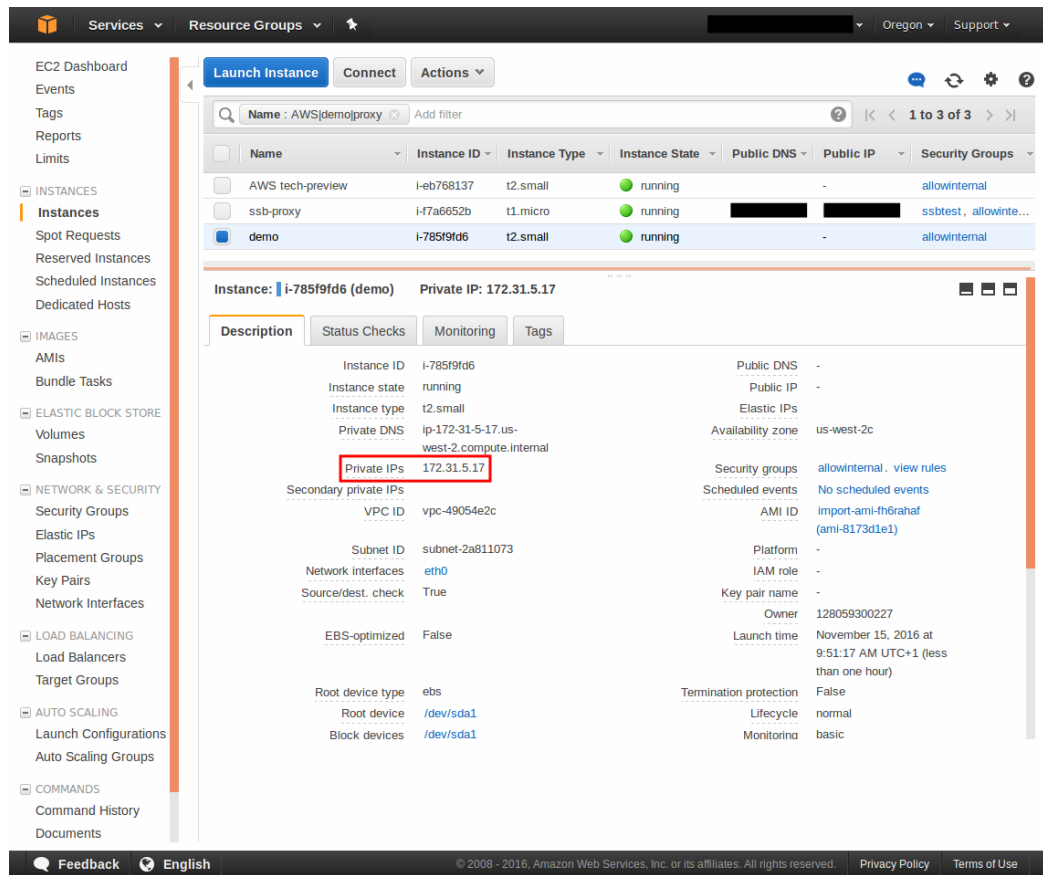 Services Resource Groups Oregon Support
EC2 Dashboard
Events
Tags
Reports
Limits
INSTANCES
Instances
Spot Requests
Reserved Instances
Scheduled Instances
Dedicated Hosts
IMAGES
AMIs
Bundle Tasks
ELASTIC BLOCK STORE
Volumes
Snapshots
NETWORK & SECURITY
Security Groups
Elastic IPs
Placement Groups
Key Pairs
Network Interfaces
LOAD BALANCING
Load Balancers
Target Groups
AUTO SCALING
Launch Configurations
Auto Scaling Groups
COMMANDS
Command History
Documents
Launch Instance Connect Actions
Name : AWS|demo|proxy Add filter 1 to 3 of 3
Name Instance ID Instance Type Instance State Public DNS Public IP Security Groups
AWS tech-preview i-eb768137 t2.small running - allowinternal
ssb-proxy i-f7a6652b t1.micro running ssbtest, allowinte...
demo i-785f9fd6 t2.small running - allowinternal
Instance: i-785f9fd6 (demo) Private IP: 172.31.5.17
Description Status Checks Monitoring Tags
Instance ID i-785f9fd6 Public DNS -
Instance state running Public IP -
Instance type t2.small Elastic IPs
Private DNS ip-172-31-5-17.us- Availability zone us-west-2c
west-2.compute.internal
Private IPs 172.31.5.17 Security groups allowinternal. view rules
Secondary private IPs Scheduled events No scheduled events
VPC ID vpc-49054e2c AMI ID import-ami-fh6rahaf
(ami-8173d1e1)
Subnet ID subnet-2a811073 Platform -
Network interfaces eth0 IAM role -
Source/dest. check True Key pair name -
Owner 128059300227
EBS-optimized False Launch time November 15, 2016 at
9:51:17 AM UTC+1 (less
than one hour)
Root device type ebs Termination protection False
Root device /dev/sda1 Lifecycle normal
Block devices /dev/sda1 Monitoring basic
Feedback English © 2008 - 2016, Amazon Web Services, Inc. or its affiliates. All rights reserved. Privacy Policy Terms of Use